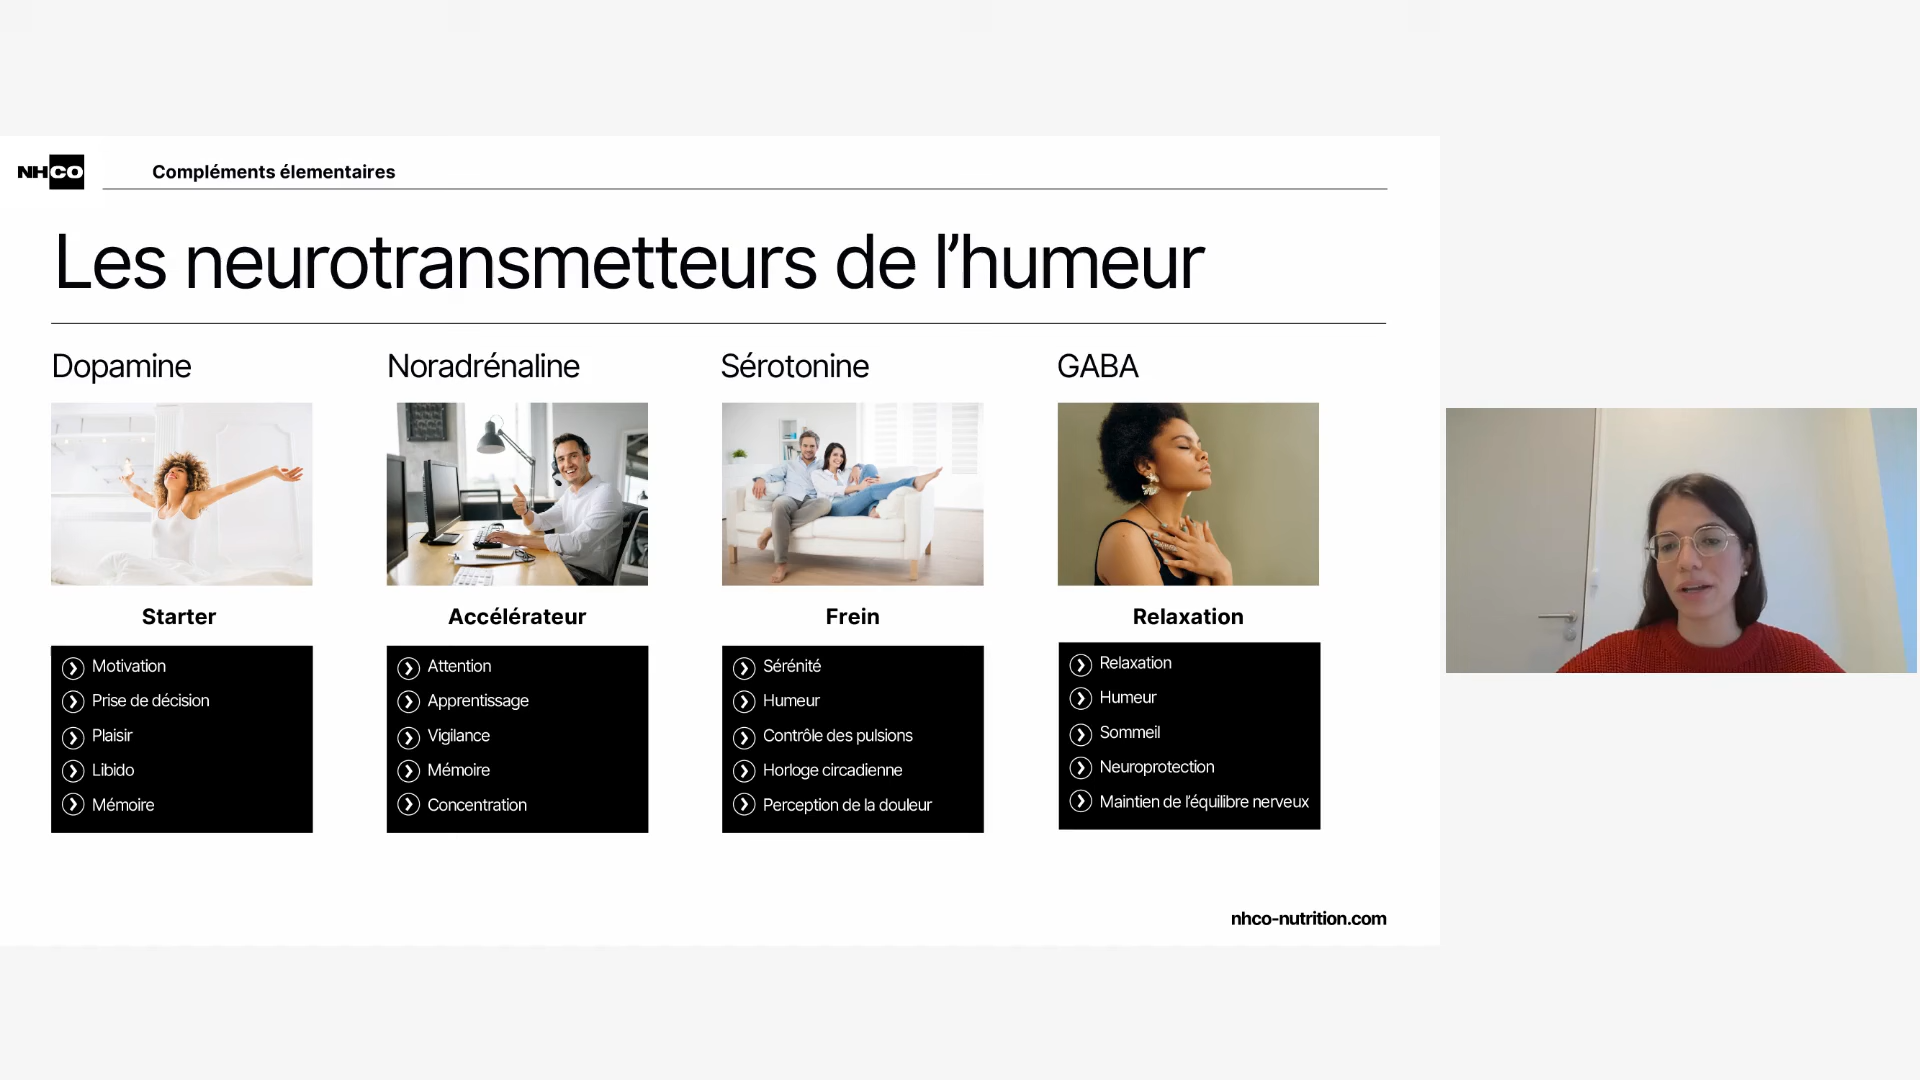 NHCO
Compléments élementaires
Les neurotransmetteurs de l’humeur
Dopamine
Starter
Motivation
Prise de décision
Plaisir
Libido
Mémoire
Noradrénaline
Accélérateur
Attention
Apprentissage
Vigilance
Mémoire
Concentration
Sérotonine
Frein
Sérénité
Humeur
Contrôle des pulsions
Horloge circadienne
Perception de la douleur
GABA
Relaxation
Relaxation
Humeur
Sommeil
Neuroprotection
Maintien de l’équilibre nerveux
nhco-nutrition.com